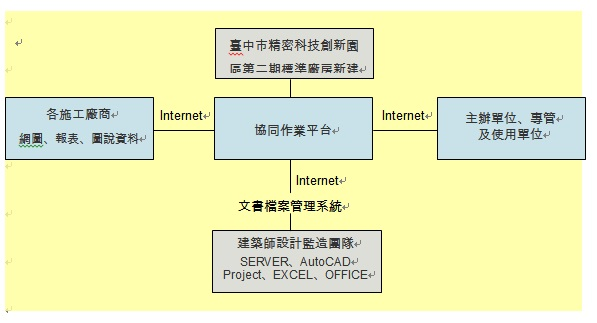 臺中市精密科技創新園
區第二期標準廠房新建
各施工廠商
網圖、報表、圖說資料
Internet
協同作業平台
Internet
主辦單位、專管
及使用單位
Internet
文書檔案管理系統
建築師設計監造團隊
SERVER、AutoCAD
Project、EXCEL、OFFICE